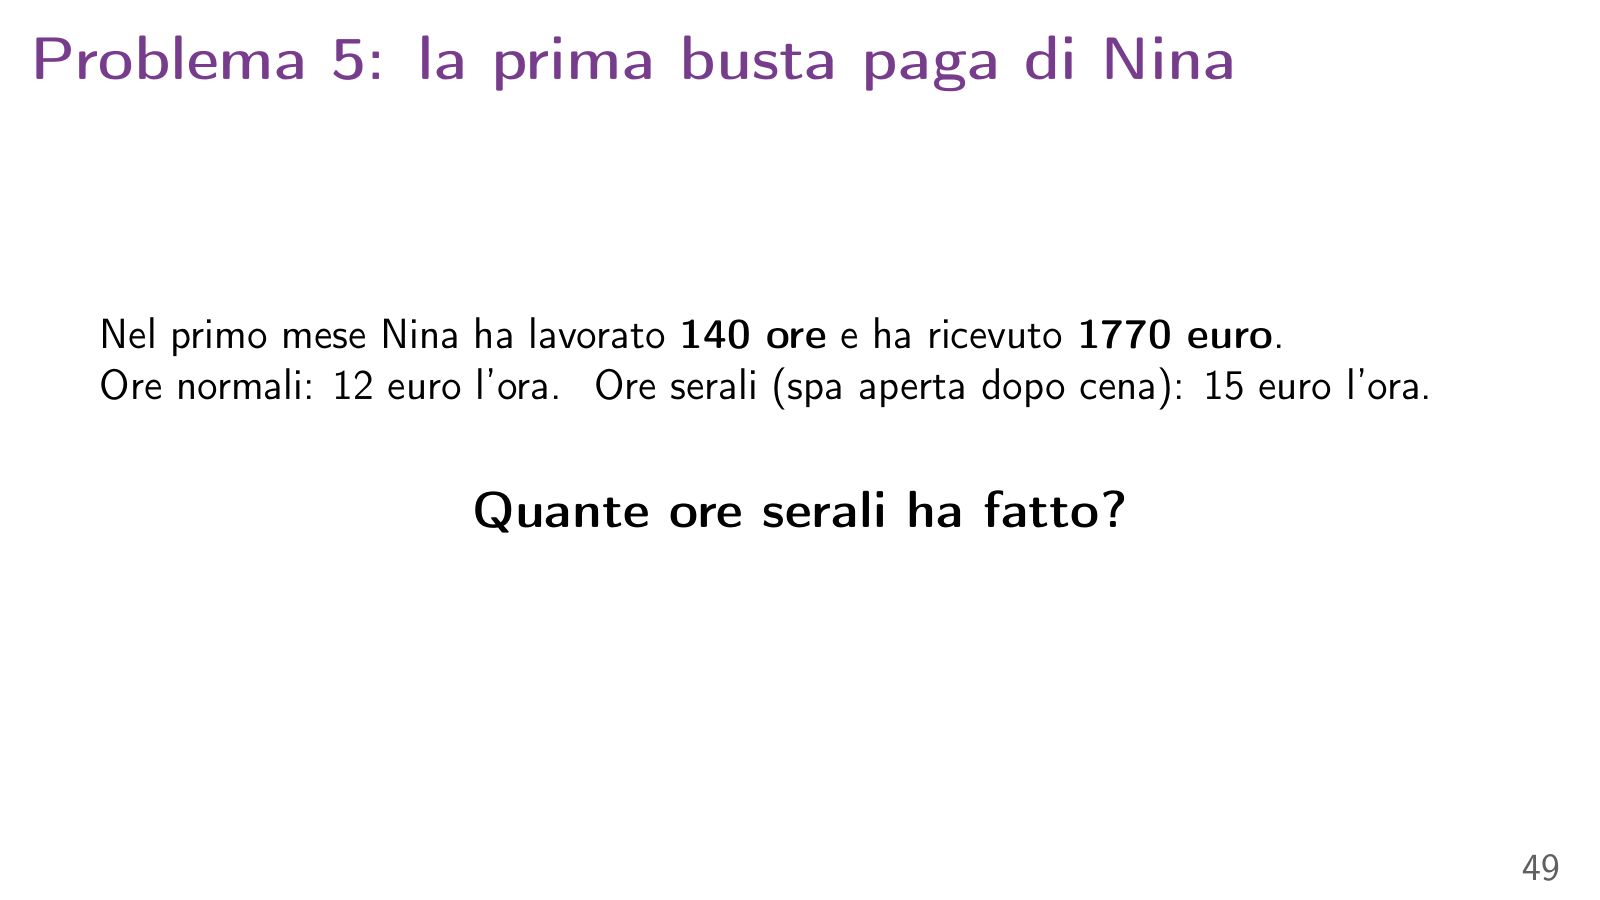 Problema 5: la prima busta paga di Nina
Nel primo mese Nina ha lavorato 140 ore e ha ricevuto 1770 euro.
Ore normali: 12 euro l'ora. Ore serali (spa aperta dopo cena): 15 euro l'ora.
Quante ore serali ha fatto?
49